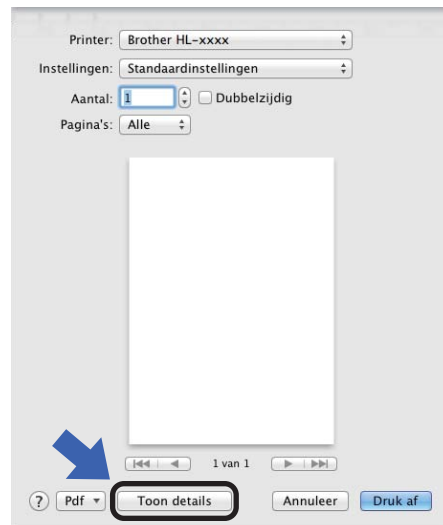 Printer: Brother HL-xxxx
Instellingen: Standaardinstellingen
Aantal: 1 Dubbelzijdig
Pagina's: Alle
1 van 1
? Pdf Toon details Annuleer Druk af